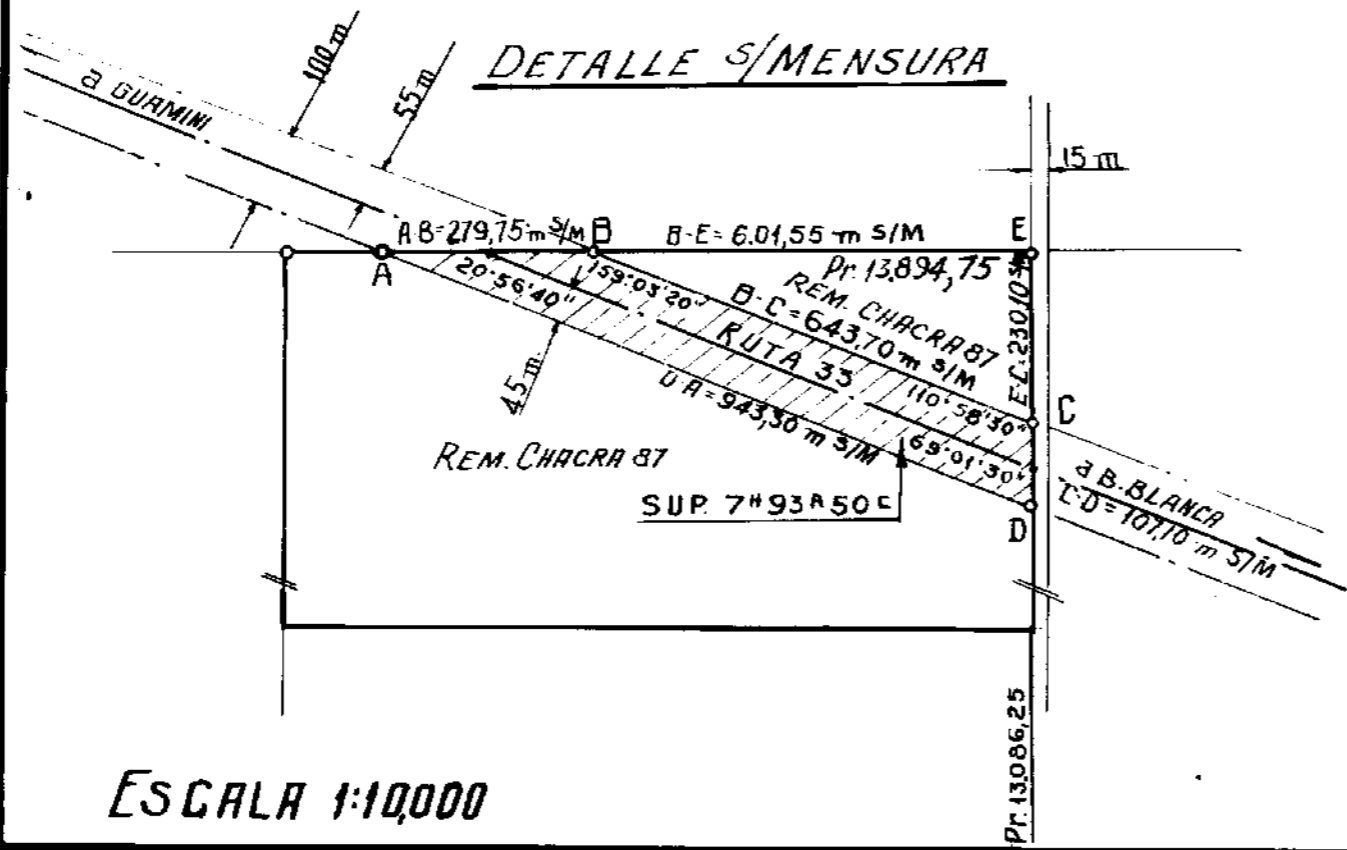 DETALLE S/MENSURA
100 m
55 m
a GUAMINI
15 m
A-B=279,75 m S/M
B
B-E= 6.01,55 m S/M
E
A
20°56'40"
159°03'20"
Pr. 13.894,75
REM. CHACRA 87
B-C=643,70 m S/M
E-C=230,10 S/M
RUTA 33
110°58'30"
C
45 m
D A = 943,30 m S/M
69°01'30"
REM. CHACRA 87
a B. BLANCA
SUP. 7H 93A 50C
C-D=107,10 m S/M
D
Pr. 13.086,25
ESCALA 1:10,000